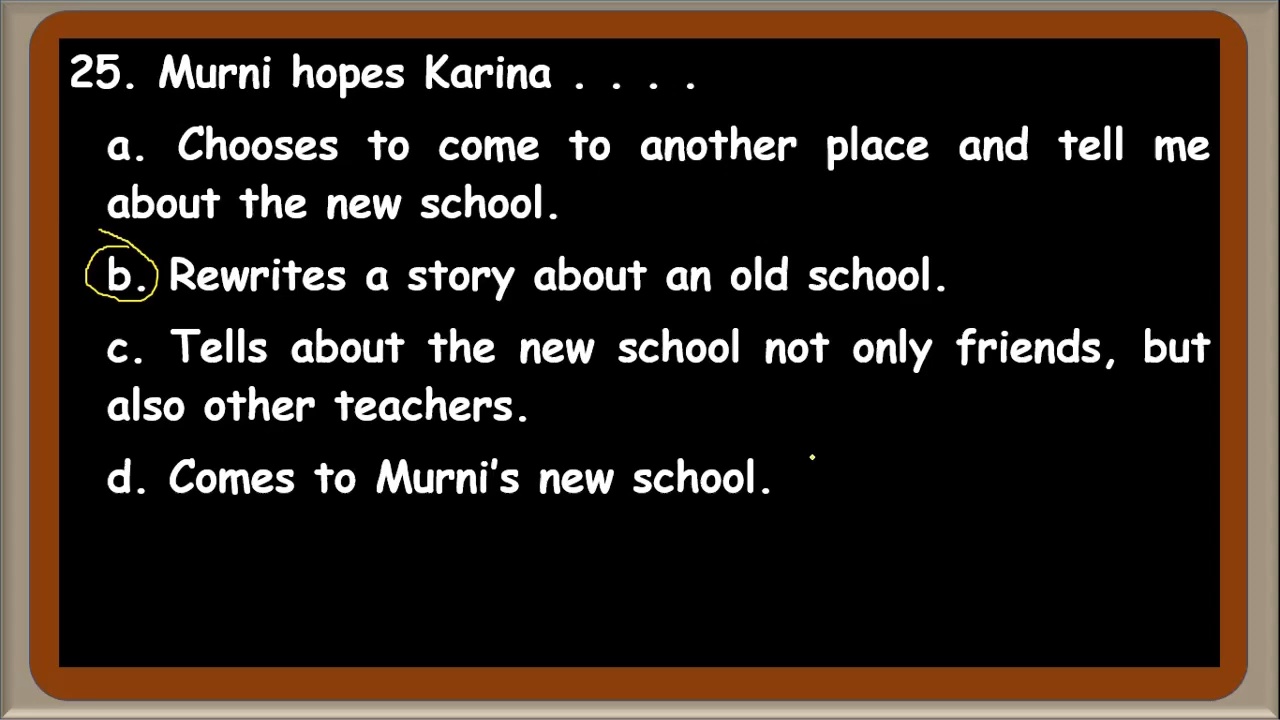 25. Murni hopes Karina . . . .
a. Chooses to come to another place and tell me
about the new school.
b. Rewrites a story about an old school.
c. Tells about the new school not only friends, but
also other teachers.
d. Comes to Murni's new school.